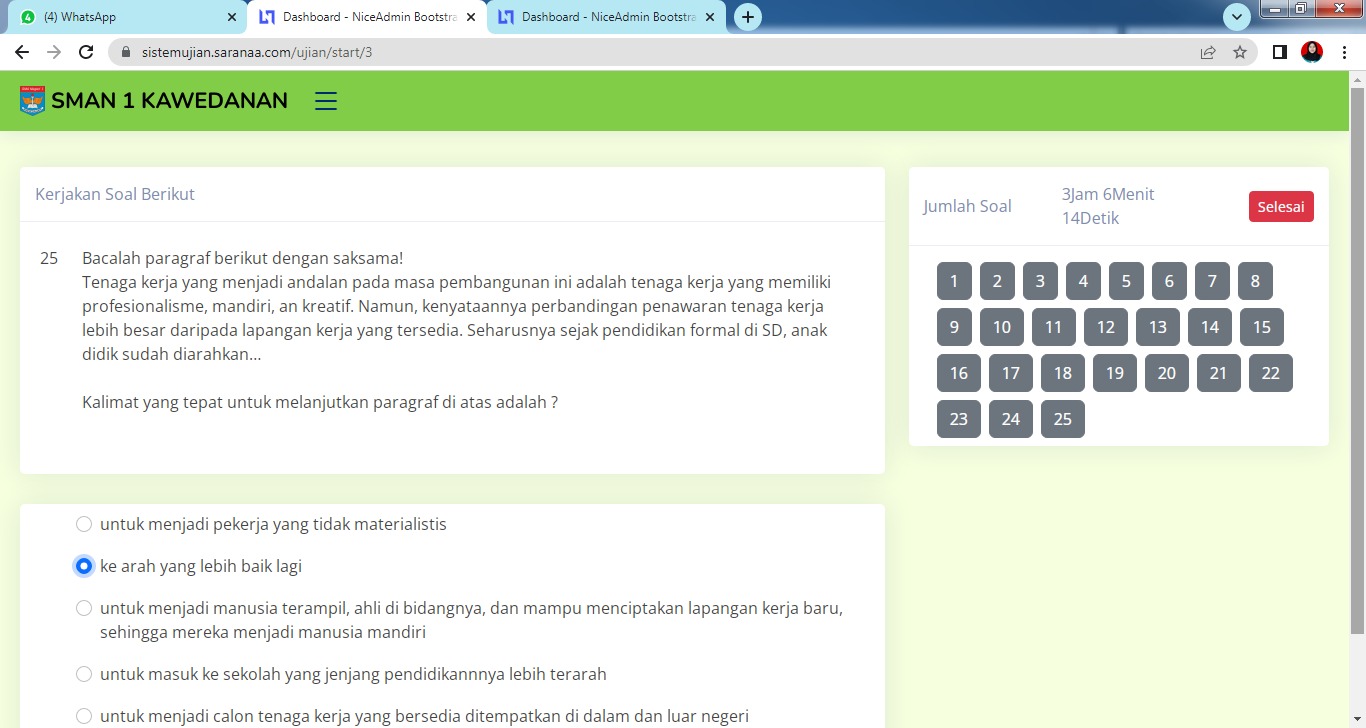 (4) WhatsApp
Dashboard - NiceAdmin Bootstra
Dashboard - NiceAdmin Bootstra
sistemujian.saranaa.com/ujian/start/3
SMAN 1 KAWEDANAN
Kerjakan Soal Berikut
25 Bacalah paragraf berikut dengan saksama!
Tenaga kerja yang menjadi andalan pada masa pembangunan ini adalah tenaga kerja yang memiliki
profesionalisme, mandiri, an kreatif. Namun, kenyataannya perbandingan penawaran tenaga kerja
lebih besar daripada lapangan kerja yang tersedia. Seharusnya sejak pendidikan formal di SD, anak
didik sudah diarahkan...
Kalimat yang tepat untuk melanjutkan paragraf di atas adalah ?
untuk menjadi pekerja yang tidak materialistis
ke arah yang lebih baik lagi
untuk menjadi manusia terampil, ahli di bidangnya, dan mampu menciptakan lapangan kerja baru,
sehingga mereka menjadi manusia mandiri
untuk masuk ke sekolah yang jenjang pendidikannnya lebih terarah
untuk menjadi calon tenaga kerja yang bersedia ditempatkan di dalam dan luar negeri
Jumlah Soal
3Jam 6Menit
14Detik
Selesai
1 2 3 4 5 6 7 8
9 10 11 12 13 14 15
16 17 18 19 20 21 22
23 24 25